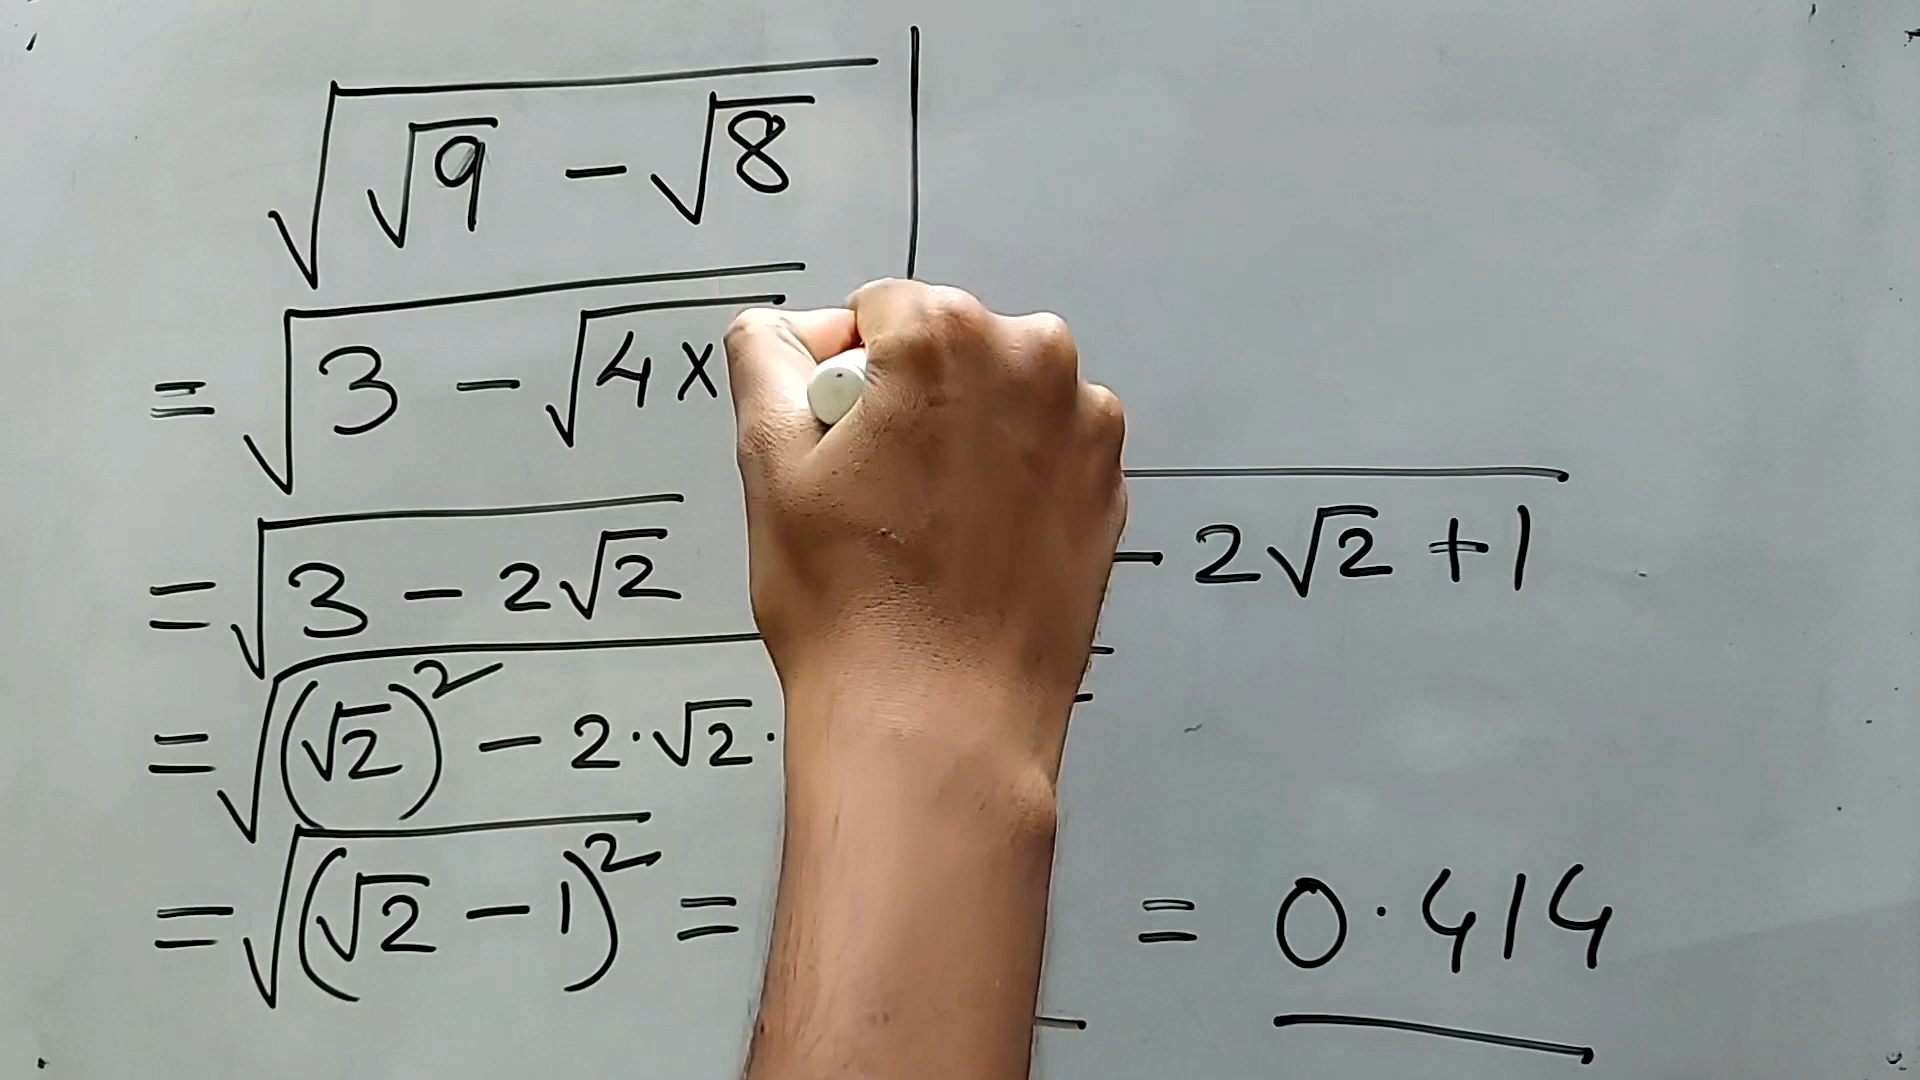 √(√9 - √8)
= √(3 - √(4 ×
= √(3 - 2√2 - 2√2 + 1
= √((√2)² - 2·√2·
= √((√2 - 1)²) = = 0.414